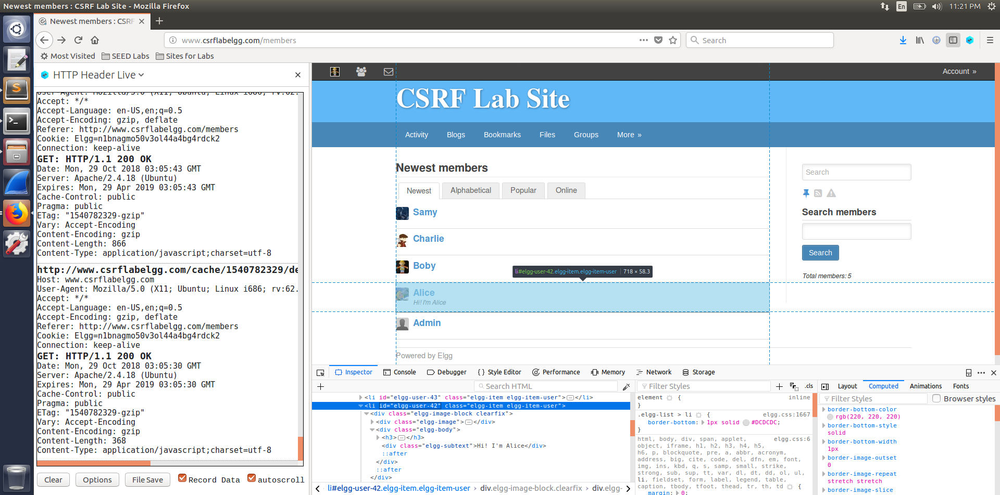 Newest members : CSRF Lab Site - Mozilla Firefox
En
11:21 PM
Newest members : CSRF
www.csrflabelgg.com/members
Search
Most Visited
SEED Labs
Sites for Labs
HTTP Header Live
User-Agent: Mozilla/5.0 (X11; Ubuntu; Linux i686; rv:62.
Accept: */*
Accept-Language: en-US,en;q=0.5
Accept-Encoding: gzip, deflate
Referer: http://www.csrflabelgg.com/members
Cookie: Elgg=n1bnagmo50v3ol44a4bg4rdck2
Connection: keep-alive
GET: HTTP/1.1 200 OK
Date: Mon, 29 Oct 2018 03:05:43 GMT
Server: Apache/2.4.18 (Ubuntu)
Expires: Mon, 29 Apr 2019 03:05:43 GMT
Cache-Control: public
Pragma: public
ETag: "1540782329-gzip"
Vary: Accept-Encoding
Content-Encoding: gzip
Content-Length: 866
Content-Type: application/javascript;charset=utf-8
http://www.csrflabelgg.com/cache/1540782329/de
Host: www.csrflabelgg.com
User-Agent: Mozilla/5.0 (X11; Ubuntu; Linux i686; rv:62.
Accept: */*
Accept-Language: en-US,en;q=0.5
Accept-Encoding: gzip, deflate
Referer: http://www.csrflabelgg.com/members
Cookie: Elgg=n1bnagmo50v3ol44a4bg4rdck2
Connection: keep-alive
GET: HTTP/1.1 200 OK
Date: Mon, 29 Oct 2018 03:05:30 GMT
Server: Apache/2.4.18 (Ubuntu)
Expires: Mon, 29 Apr 2019 03:05:30 GMT
Cache-Control: public
Pragma: public
ETag: "1540782329-gzip"
Vary: Accept-Encoding
Content-Encoding: gzip
Content-Length: 368
Content-Type: application/javascript;charset=utf-8
Clear
Options
File Save
Record Data
autoscroll
Account »
CSRF Lab Site
Activity
Blogs
Bookmarks
Files
Groups
More »
Newest members
Newest
Alphabetical
Popular
Online
Samy
Charlie
Boby
li#elgg-user-42.elgg-item.elgg-item-user | 718 × 58.3
Alice
Hi! I'm Alice
Admin
Powered by Elgg
Search
Search members
Search
Total members: 5
Inspector
Console
Debugger
{ } Style Editor
Performance
Memory
Network
Storage
Search HTML
<li id="elgg-user-43" class="elgg-item elgg-item-user">…</li>
<li id="elgg-user-42" class="elgg-item elgg-item-user">
<div class="elgg-image-block clearfix">
<div class="elgg-image">…</div>
<div class="elgg-body">
<h3>…</h3>
<div class="elgg-subtext">Hi! I'm Alice</div>
::after
</div>
::after
</div>
li#elgg-user-42.elgg-item.elgg-item-user › div.elgg-image-block.clearfix › div.elgg-
Filter Styles
.cls
element { inline
}
.elgg-list > li { elgg.css:1667
border-bottom: 1px solid #DCDCDC;
}
html, body, div, span, applet, elgg.css:6
object, iframe, h1, h2, h3, h4, h5,
h6, p, blockquote, pre, a, abbr, acronym,
address, big, cite, code, del, dfn, em, font,
img, ins, kbd, q, s, samp, small, strike,
strong, sub, sup, tt, var, dl, dt, dd, ol, ul,
li, fieldset, form, label, legend, table,
caption, tbody, tfoot, thead, tr, th, td {
margin: 0;
Layout
Computed
Animations
Fonts
Filter Styles
Browser styles
border-bottom-color
rgb(220, 220, 220)
border-bottom-style
solid
border-bottom-width
1px
border-image-outset
0
border-image-repeat
stretch stretch
border-image-slice